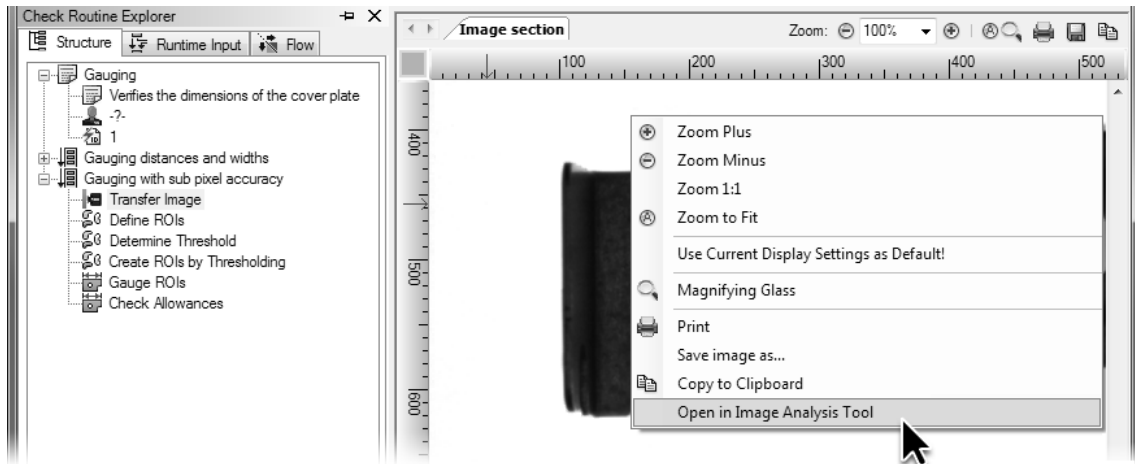 Check Routine Explorer
Structure
Runtime Input
Flow
Gauging
Verifies the dimensions of the cover plate
-?-
1
Gauging distances and widths
Gauging with sub pixel accuracy
Transfer Image
Define ROIs
Determine Threshold
Create ROIs by Thresholding
Gauge ROIs
Check Allowances
Image section
Zoom: 100%
100 200 300 400 500
400
500
600
Zoom Plus
Zoom Minus
Zoom 1:1
Zoom to Fit
Use Current Display Settings as Default!
Magnifying Glass
Print
Save image as...
Copy to Clipboard
Open in Image Analysis Tool